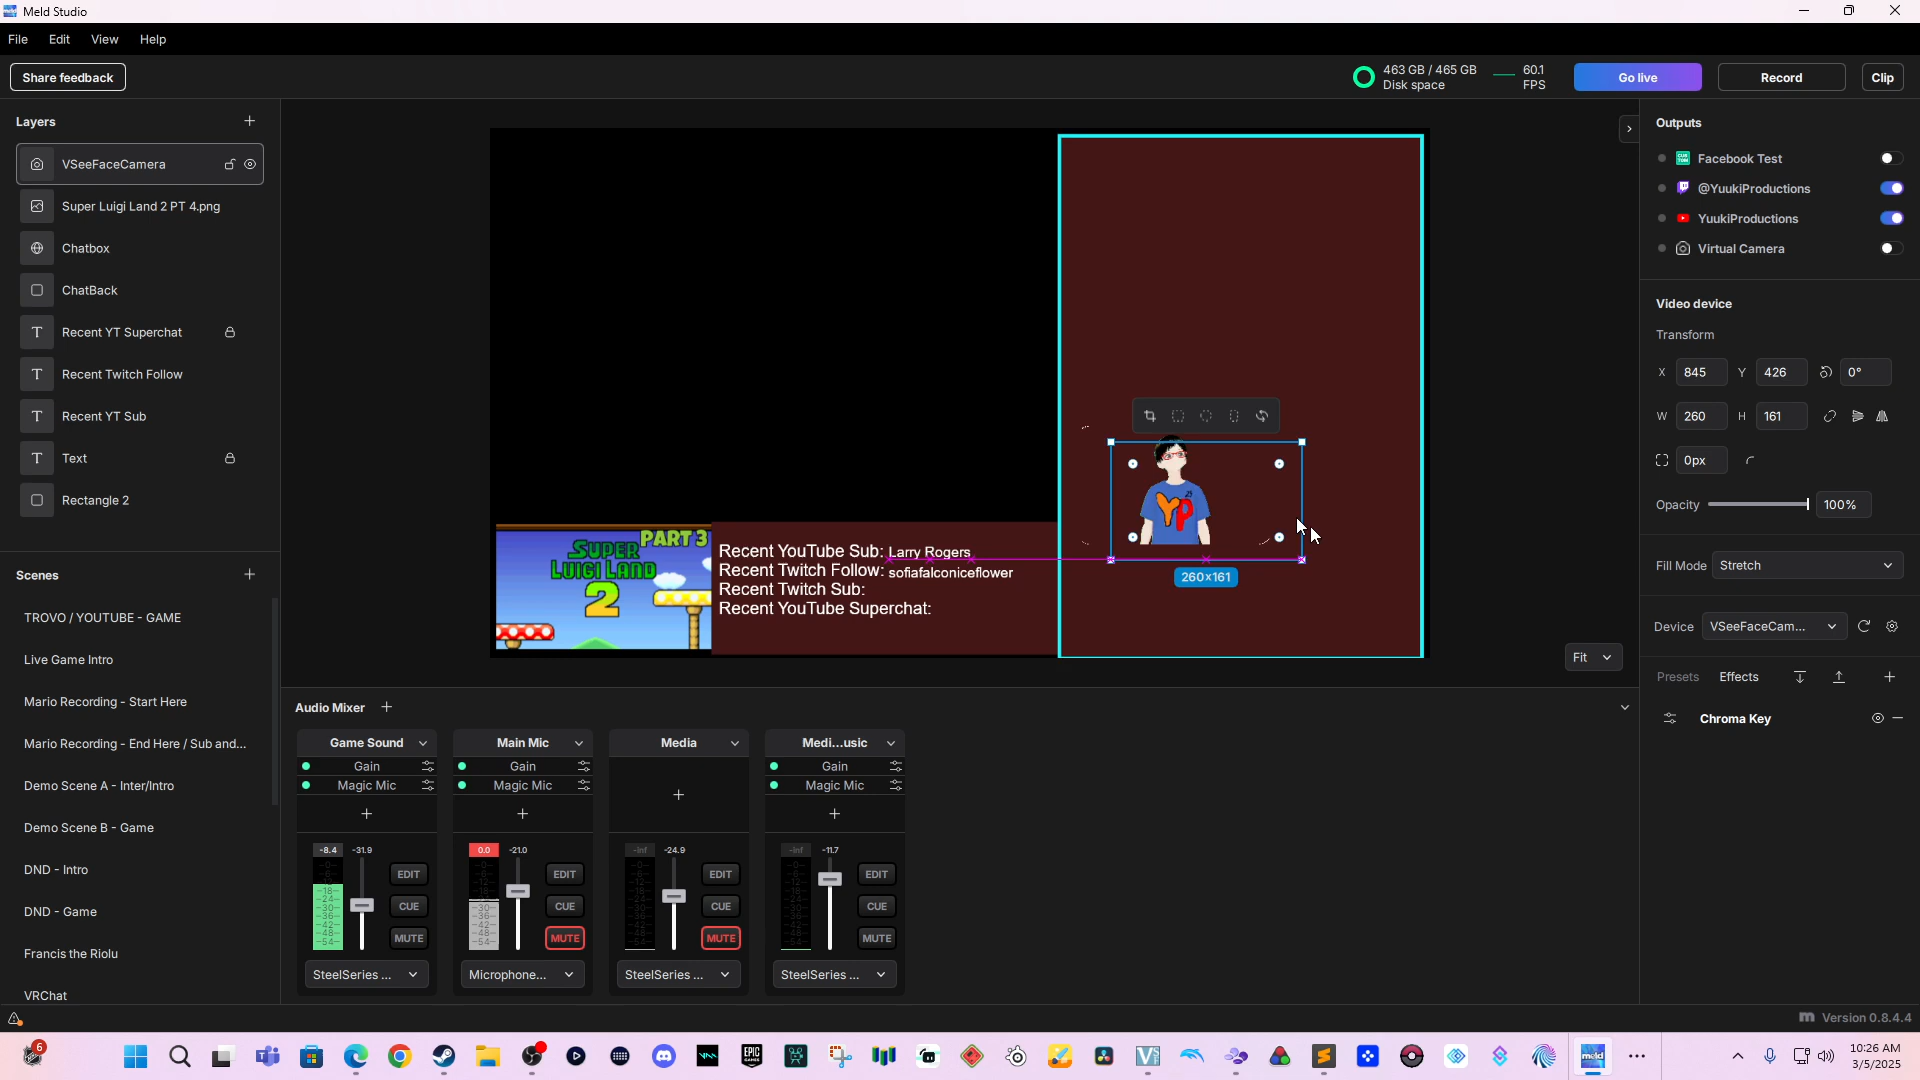 Meld Studio
File Edit View Help
Share feedback
463 GB / 465 GB
Disk space
60.1
FPS
Go live
Record
Clip
Layers
VSeeFaceCamera
Super Luigi Land 2 PT 4.png
Chatbox
ChatBack
Recent YT Superchat
Recent Twitch Follow
Recent YT Sub
Text
Rectangle 2
Scenes
TROVO / YOUTUBE - GAME
Live Game Intro
Mario Recording - Start Here
Mario Recording - End Here / Sub and...
Demo Scene A - Inter/Intro
Demo Scene B - Game
DND - Intro
DND - Game
Francis the Riolu
VRChat
PART 3
SUPER
LUIGI LAND
2
Recent YouTube Sub: Larry Rogers
Recent Twitch Follow: sofiafalconiceflower
Recent Twitch Sub:
Recent YouTube Superchat:
YP
260×161
Fit
Audio Mixer
Game Sound
Gain
Magic Mic
-8.4 -31.9
EDIT
CUE
MUTE
SteelSeries ...
Main Mic
Gain
Magic Mic
0.0 -21.0
EDIT
CUE
MUTE
Microphone...
Media
-inf -24.9
EDIT
CUE
MUTE
SteelSeries ...
Medi...usic
Gain
Magic Mic
-inf -11.7
EDIT
CUE
MUTE
SteelSeries ...
Outputs
Facebook Test
@YuukiProductions
YuukiProductions
Virtual Camera
Video device
Transform
X 845 Y 426 0°
W 260 H 161
0px
Opacity 100%
Fill Mode Stretch
Device VSeeFaceCam...
Presets Effects
Chroma Key
Version 0.8.4.4
6
EPIC
GAMES
meld
10:26 AM
3/5/2025